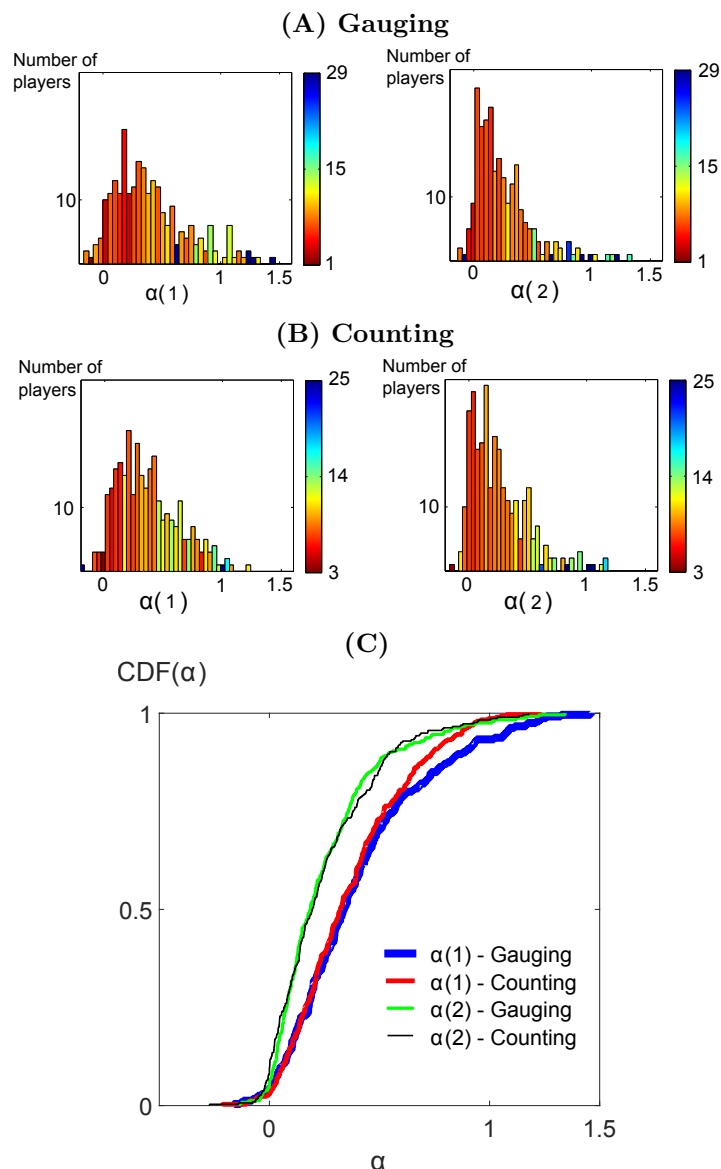 (A) Gauging
Number of
players
10
0 1 1.5
α(1)
29
15
1
Number of
players
10
0 1 1.5
α(2)
29
15
1
(B) Counting
Number of
players
10
0 1 1.5
α(1)
25
14
3
Number of
players
10
0 1 1.5
α(2)
25
14
3
(C)
CDF(α)
1
0.5
0
0 1 1.5
α
α(1) - Gauging
α(1) - Counting
α(2) - Gauging
α(2) - Counting